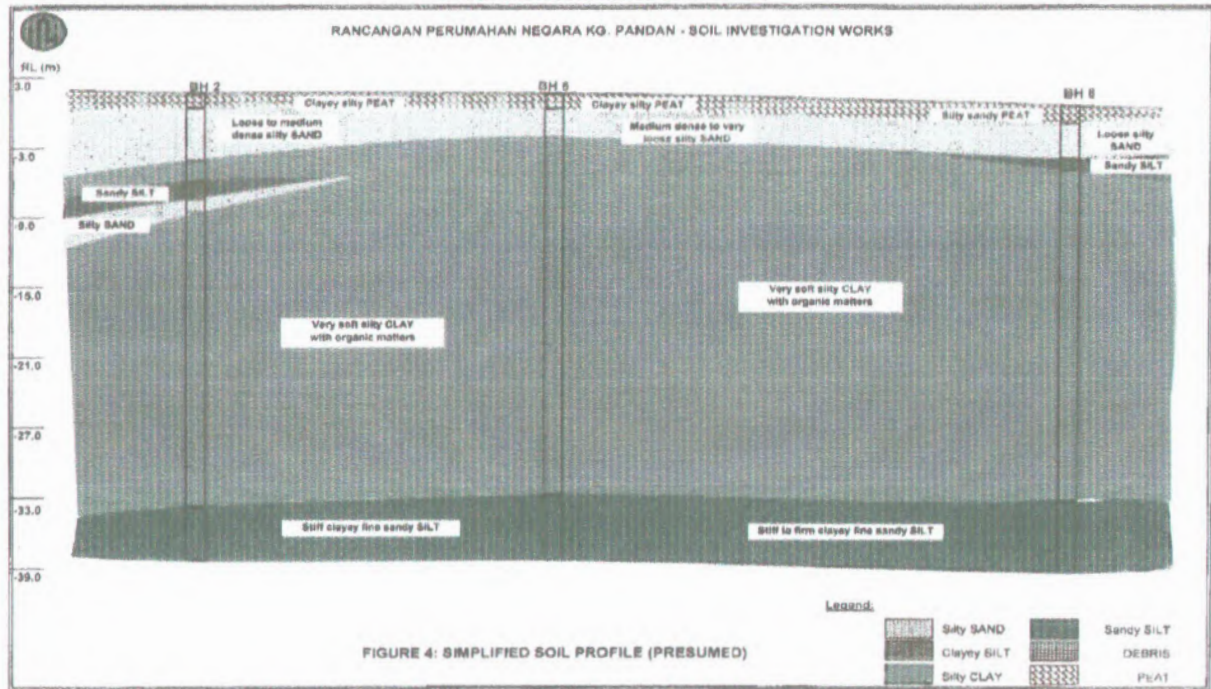 RANCANGAN PERUMAHAN NEGARA KG. PANDAN - SOIL INVESTIGATION WORKS
RL (m)
3.0
-3.0
-9.0
-15.0
-21.0
-27.0
-33.0
-39.0
BH 2
BH 6
BH 8
Clayey silty PEAT
Clayey silty PEAT
Silty sandy PEAT
Loose to medium
dense silty SAND
Medium dense to very
loose silty SAND
Loose silty
SAND
Sandy SILT
Sandy SILT
Silty SAND
Very soft silty CLAY
with organic matters
Very soft silty CLAY
with organic matters
Stiff clayey fine sandy SILT
Stiff to firm clayey fine sandy SILT
Legend:
Silty SAND
Clayey SILT
Silty CLAY
Sandy SILT
DEBRIS
PEAT
FIGURE 4: SIMPLIFIED SOIL PROFILE (PRESUMED)